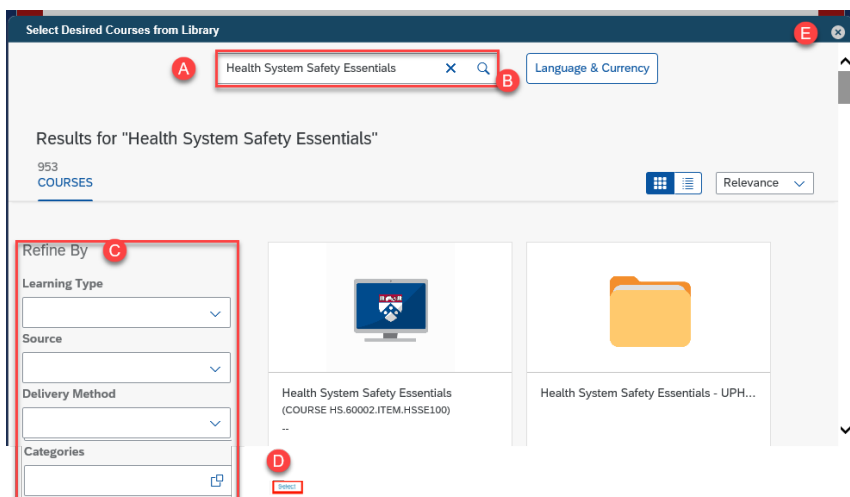 Select Desired Courses from Library
E
A
Health System Safety Essentials
B
Language & Currency
Results for "Health System Safety Essentials"
953
COURSES
Relevance
Refine By
C
Learning Type
Source
Delivery Method
Categories
Health System Safety Essentials
(COURSE HS.60002.ITEM.HSSE100)
--
Health System Safety Essentials - UPH...
D
Select